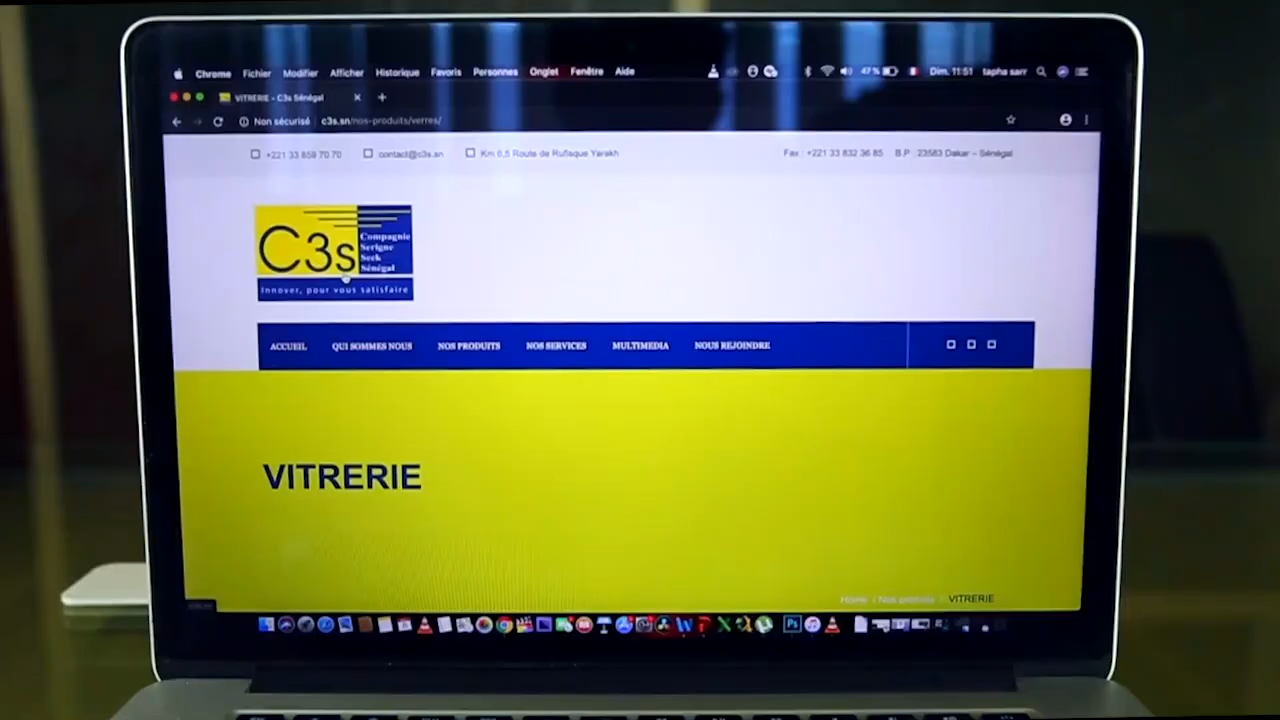 Chrome Fichier Modifier Afficher Historique Favoris Personnes Onglet Fenêtre Aide 47 % Dim. 11:51 tapha sarr
VITRERIE - C3s Sénégal
Non sécurisé c3s.sn/nos-produits/verres/
+221 33 859 70 70 contact@c3s.sn Km 6,5 Route de Rufisque Yarakh Fax : +221 33 832 36 85 B.P : 23583 Dakar – Sénégal
C3s
Compagnie
Serigne
Seck
Sénégal
Innover, pour vous satisfaire
ACCUEIL QUI SOMMES NOUS NOS PRODUITS NOS SERVICES MULTIMEDIA NOUS REJOINDRE
VITRERIE
Home / Nos produits / VITRERIE
Ps